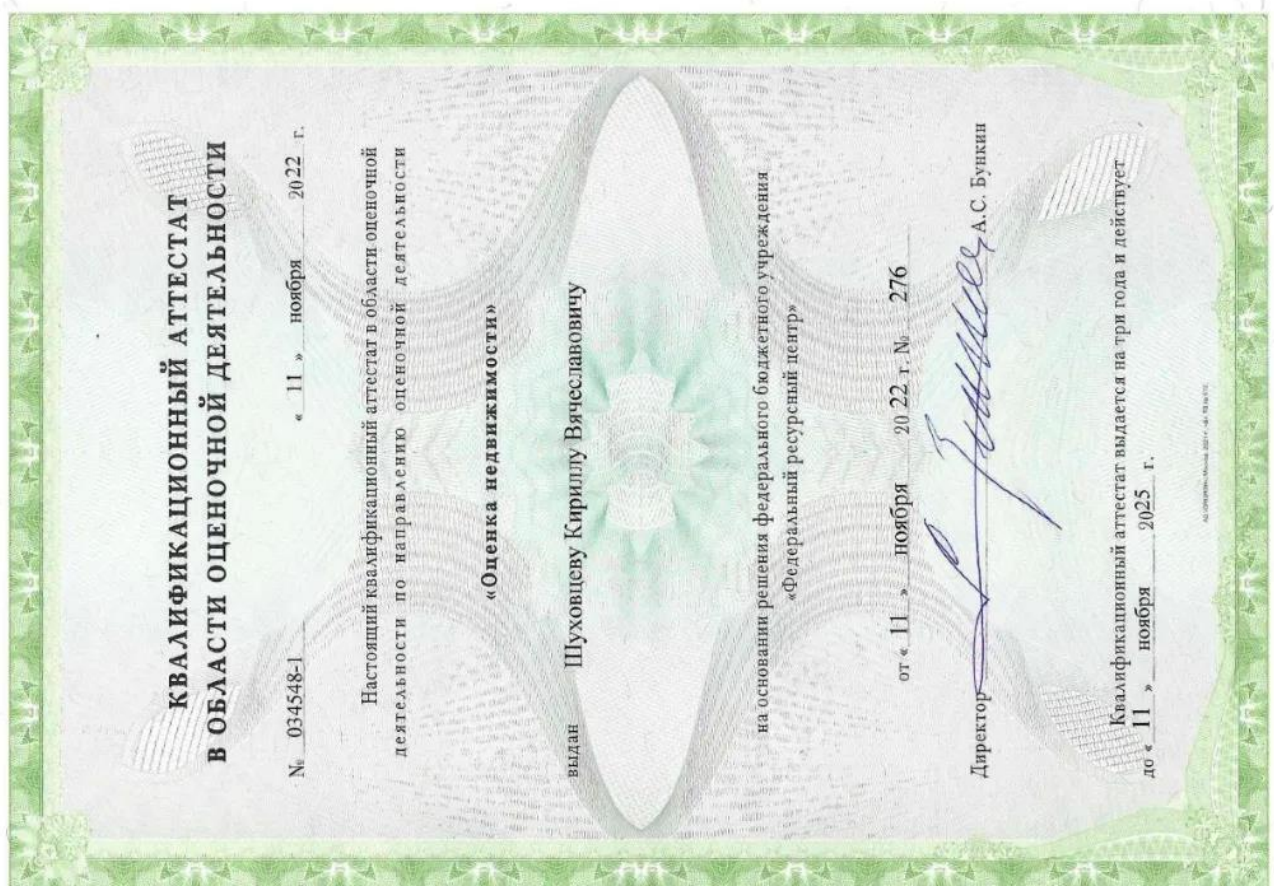 КВАЛИФИКАЦИОННЫЙ АТТЕСТАТ
В ОБЛАСТИ ОЦЕНОЧНОЙ ДЕЯТЕЛЬНОСТИ
№ 034548-1 « 11 » ноября 2022 г.
Настоящий квалификационный аттестат в области оценочной
деятельности по направлению оценочной деятельности
«Оценка недвижимости»
выдан Шуховцеву Кириллу Вячеславовичу
на основании решения федерального бюджетного учреждения
«Федеральный ресурсный центр»
от « 11 » ноября 2022 г. № 276
Директор А.С. Бункин
Квалификационный аттестат выдается на три года и действует
до « 11 » ноября 2025 г.